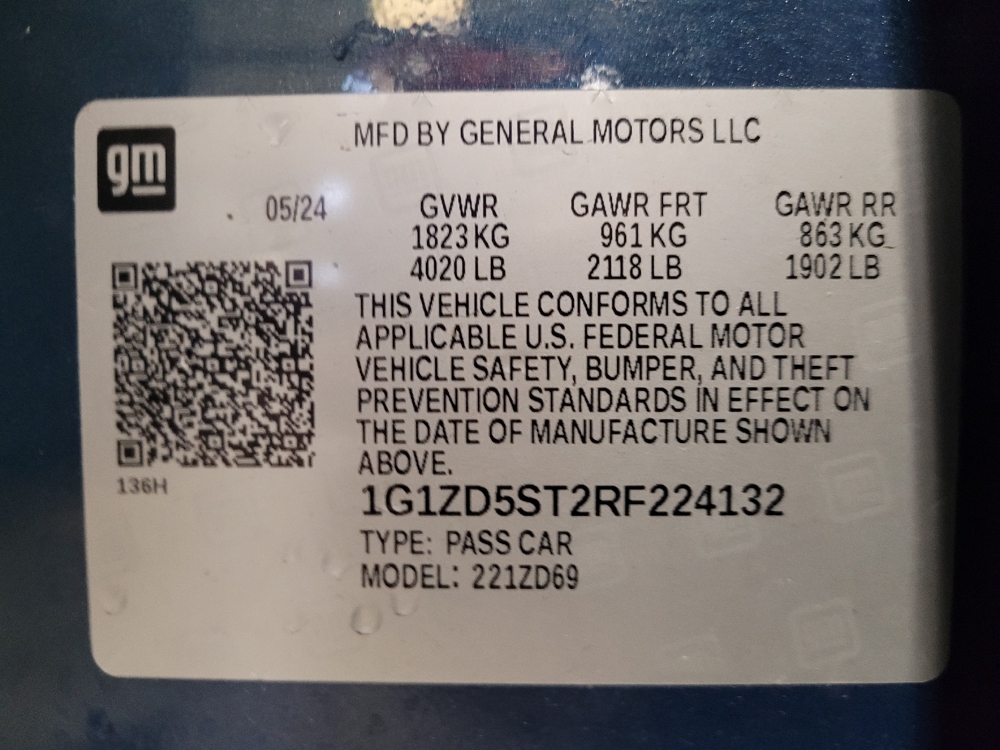 gm
MFD BY GENERAL MOTORS LLC
05/24 GVWR GAWR FRT GAWR RR
1823 KG 961 KG 863 KG
4020 LB 2118 LB 1902 LB
THIS VEHICLE CONFORMS TO ALL
APPLICABLE U.S. FEDERAL MOTOR
VEHICLE SAFETY, BUMPER, AND THEFT
PREVENTION STANDARDS IN EFFECT ON
THE DATE OF MANUFACTURE SHOWN
ABOVE.
136H
1G1ZD5ST2RF224132
TYPE: PASS CAR
MODEL: 221ZD69